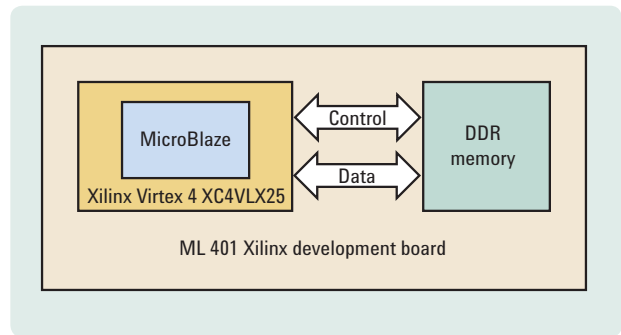 MicroBlaze
Xilinx Virtex 4 XC4VLX25
Control
Data
DDR
memory
ML 401 Xilinx development board